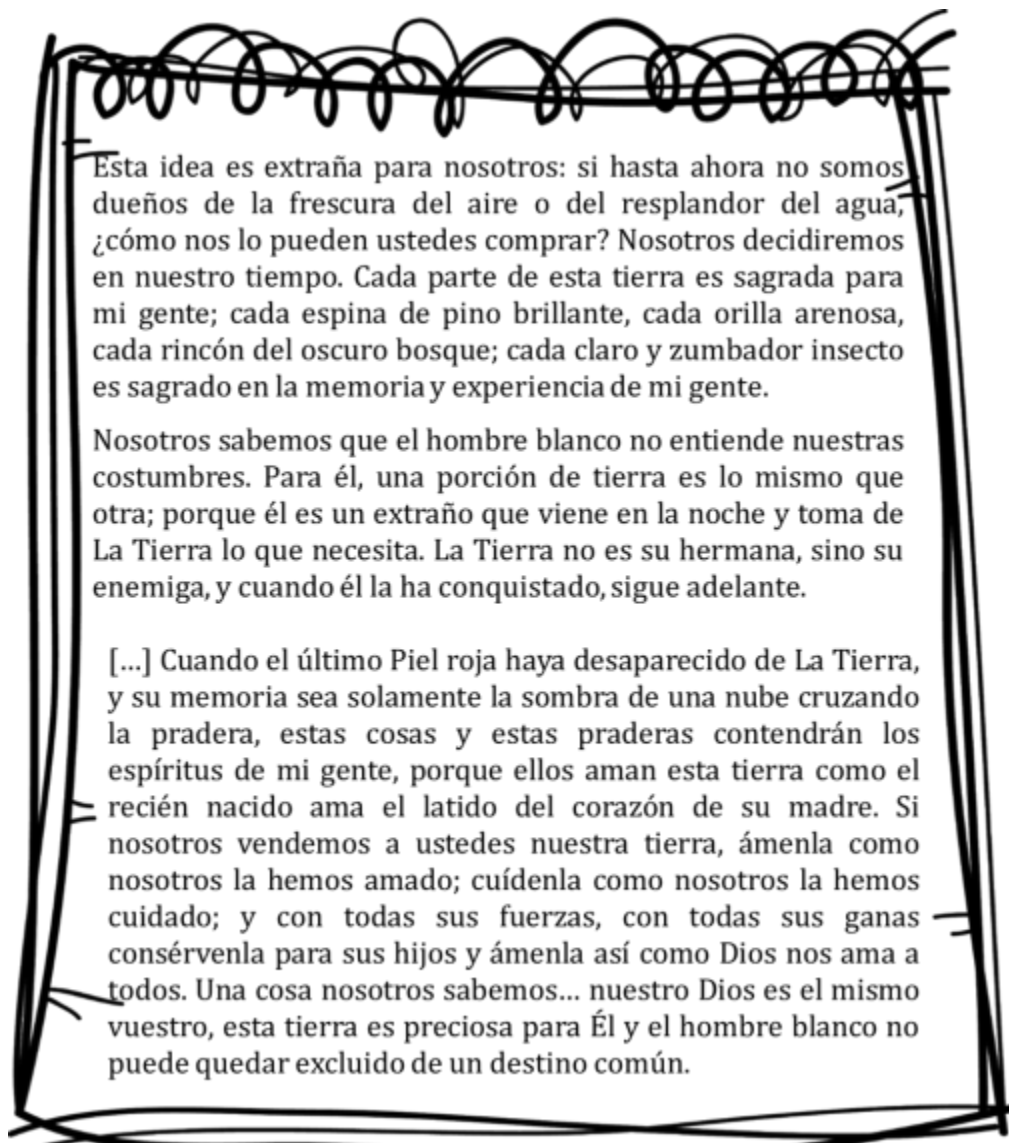 Esta idea es extraña para nosotros: si hasta ahora no somos
dueños de la frescura del aire o del resplandor del agua,
¿cómo nos lo pueden ustedes comprar? Nosotros decidiremos
en nuestro tiempo. Cada parte de esta tierra es sagrada para
mi gente; cada espina de pino brillante, cada orilla arenosa,
cada rincón del oscuro bosque; cada claro y zumbador insecto
es sagrado en la memoria y experiencia de mi gente.
Nosotros sabemos que el hombre blanco no entiende nuestras
costumbres. Para él, una porción de tierra es lo mismo que
otra; porque él es un extraño que viene en la noche y toma de
La Tierra lo que necesita. La Tierra no es su hermana, sino su
enemiga, y cuando él la ha conquistado, sigue adelante.
[...] Cuando el último Piel roja haya desaparecido de La Tierra,
y su memoria sea solamente la sombra de una nube cruzando
la pradera, estas cosas y estas praderas contendrán los
espíritus de mi gente, porque ellos aman esta tierra como el
recién nacido ama el latido del corazón de su madre. Si
nosotros vendemos a ustedes nuestra tierra, ámenla como
nosotros la hemos amado; cuídenla como nosotros la hemos
cuidado; y con todas sus fuerzas, con todas sus ganas
consérvenla para sus hijos y ámenla así como Dios nos ama a
todos. Una cosa nosotros sabemos... nuestro Dios es el mismo
vuestro, esta tierra es preciosa para Él y el hombre blanco no
puede quedar excluido de un destino común.